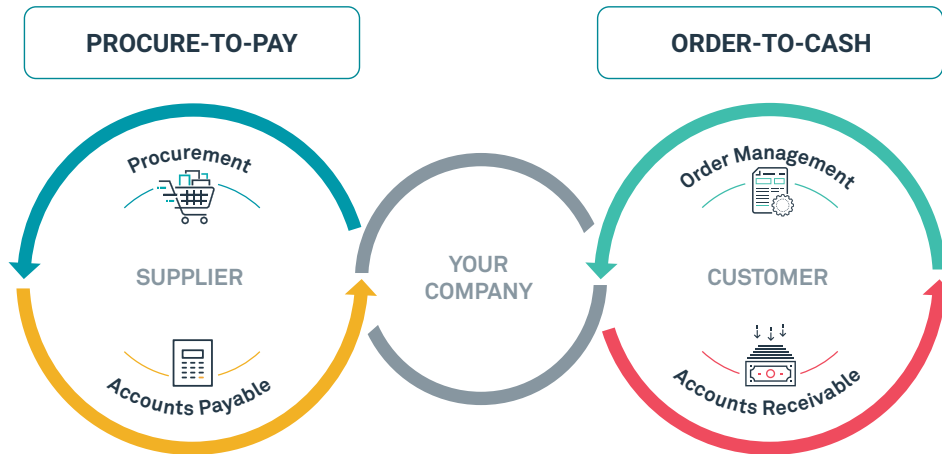 PROCURE-TO-PAY
ORDER-TO-CASH
Procurement
SUPPLIER
Accounts Payable
YOUR
COMPANY
Order Management
CUSTOMER
Accounts Receivable